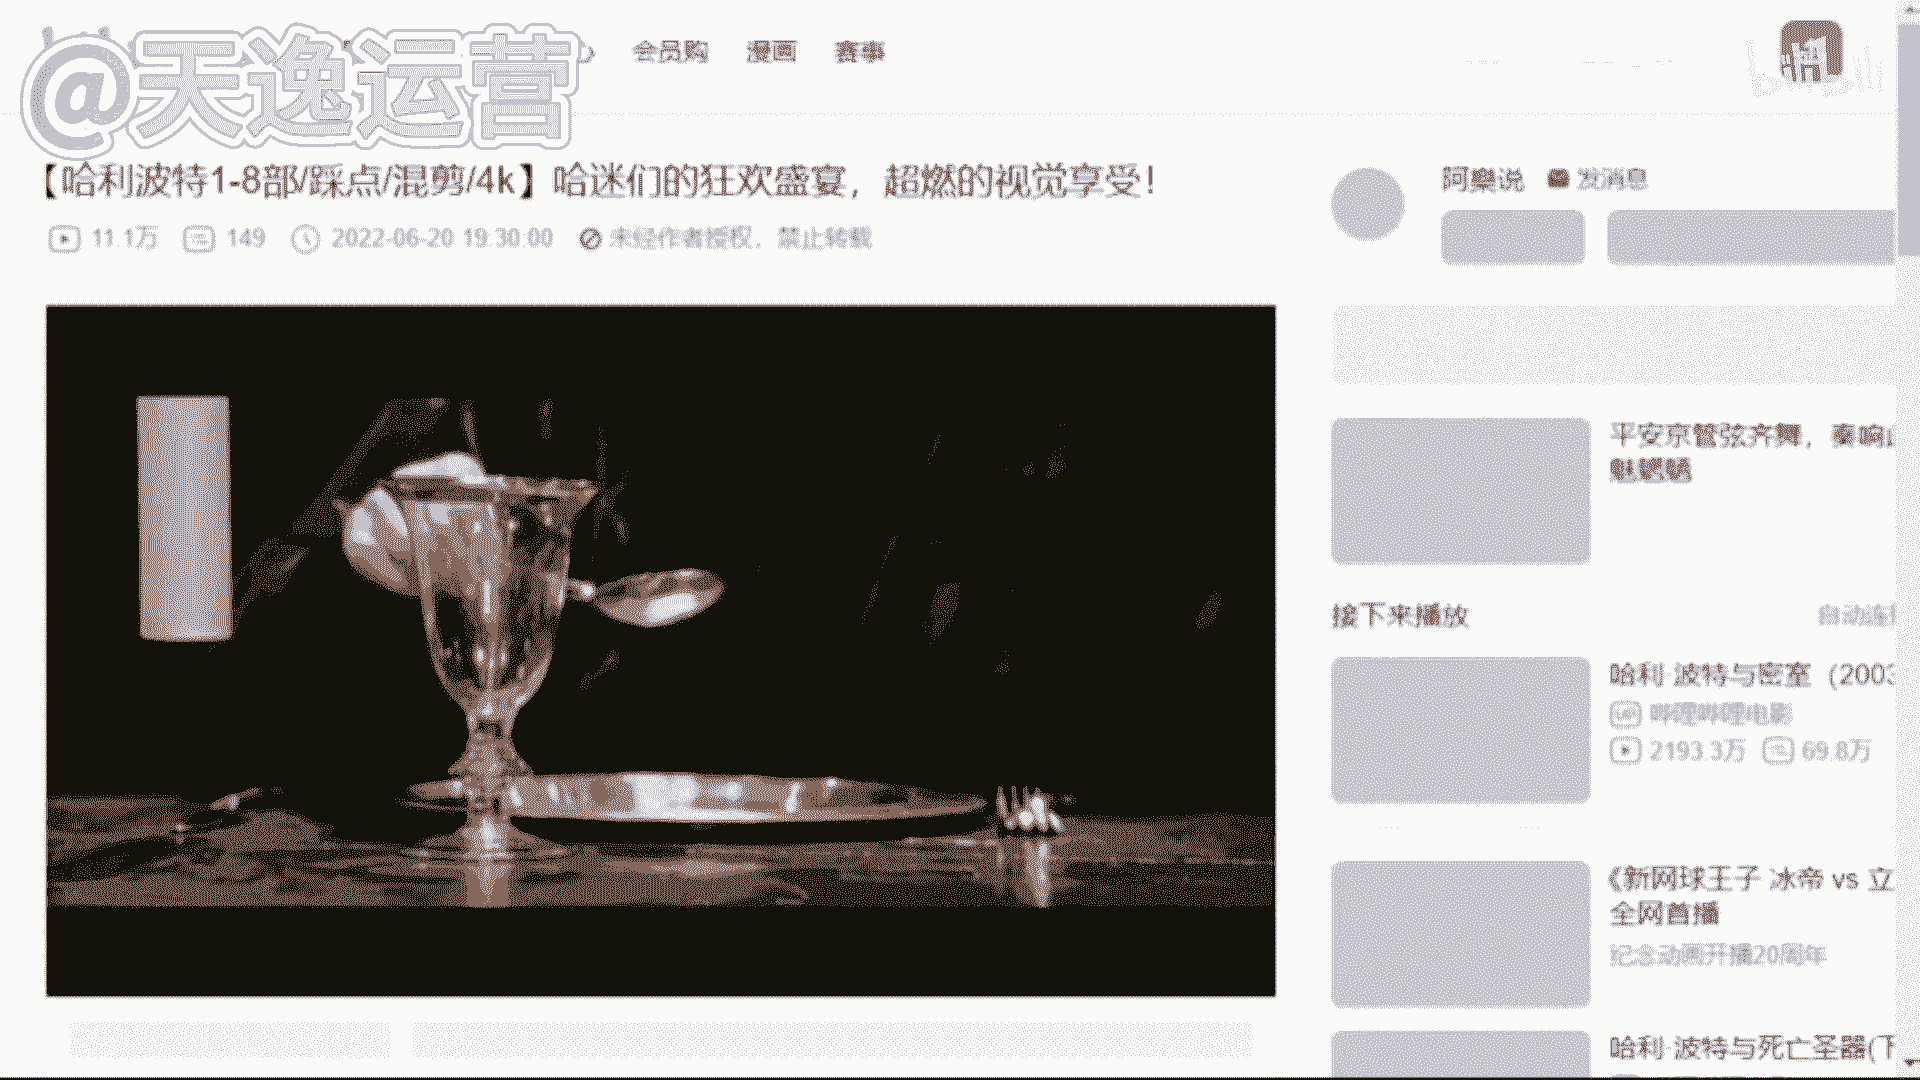 @天逸运营
会员购 漫画 赛事
bilibili
【哈利波特1-8部/踩点/混剪/4k】哈迷们的狂欢盛宴，超燃的视觉享受！
11.1万 149 2022-06-20 19:30:00 未经作者授权，禁止转载
阿樂说 发消息
平安京管弦齐舞，奏响
魅魍魉
接下来播放
自动连
哈利·波特与密室（2003
UP 哔哩哔哩电影
2193.3万 69.8万
《新网球王子 冰帝 vs 立
全网首播
纪念动画开播20周年
哈利·波特与死亡圣器(下